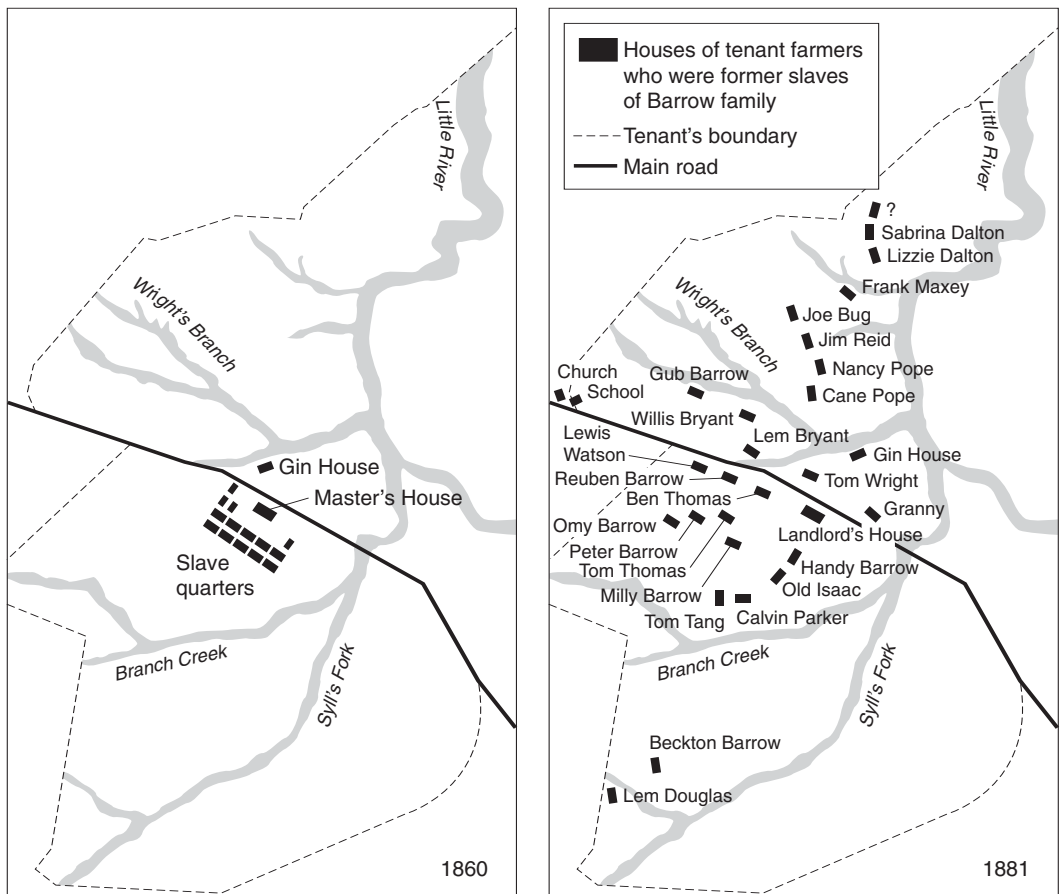 Little River
Wright's Branch
Gin House
Master's House
Slave
quarters
Branch Creek
Syll's Fork
1860
Houses of tenant farmers
who were former slaves
of Barrow family
Tenant's boundary
Main road
Little River
?
Sabrina Dalton
Lizzie Dalton
Frank Maxey
Wright's Branch
Joe Bug
Jim Reid
Nancy Pope
Cane Pope
Church
School
Gub Barrow
Willis Bryant
Lem Bryant
Lewis
Watson
Gin House
Reuben Barrow
Tom Wright
Ben Thomas
Granny
Omy Barrow
Landlord's House
Peter Barrow
Handy Barrow
Tom Thomas
Old Isaac
Milly Barrow
Tom Tang
Calvin Parker
Branch Creek
Syll's Fork
Beckton Barrow
Lem Douglas
1881